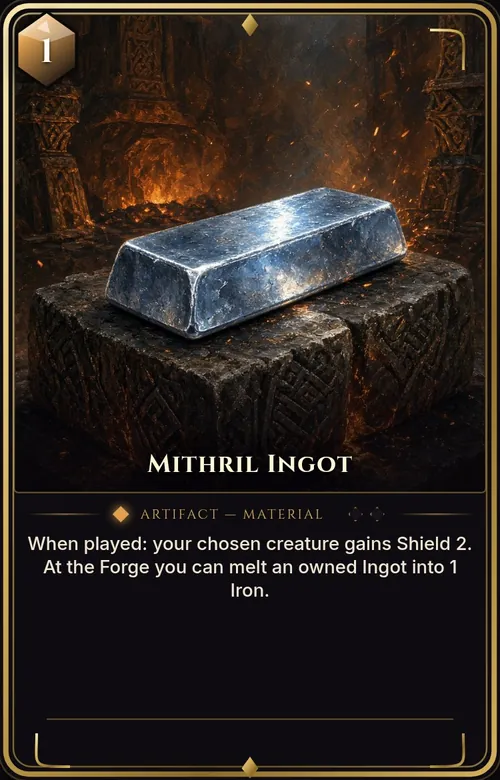 1
Mithril Ingot
ARTIFACT — MATERIAL
When played: your chosen creature gains Shield 2.
At the Forge you can melt an owned Ingot into 1
Iron.